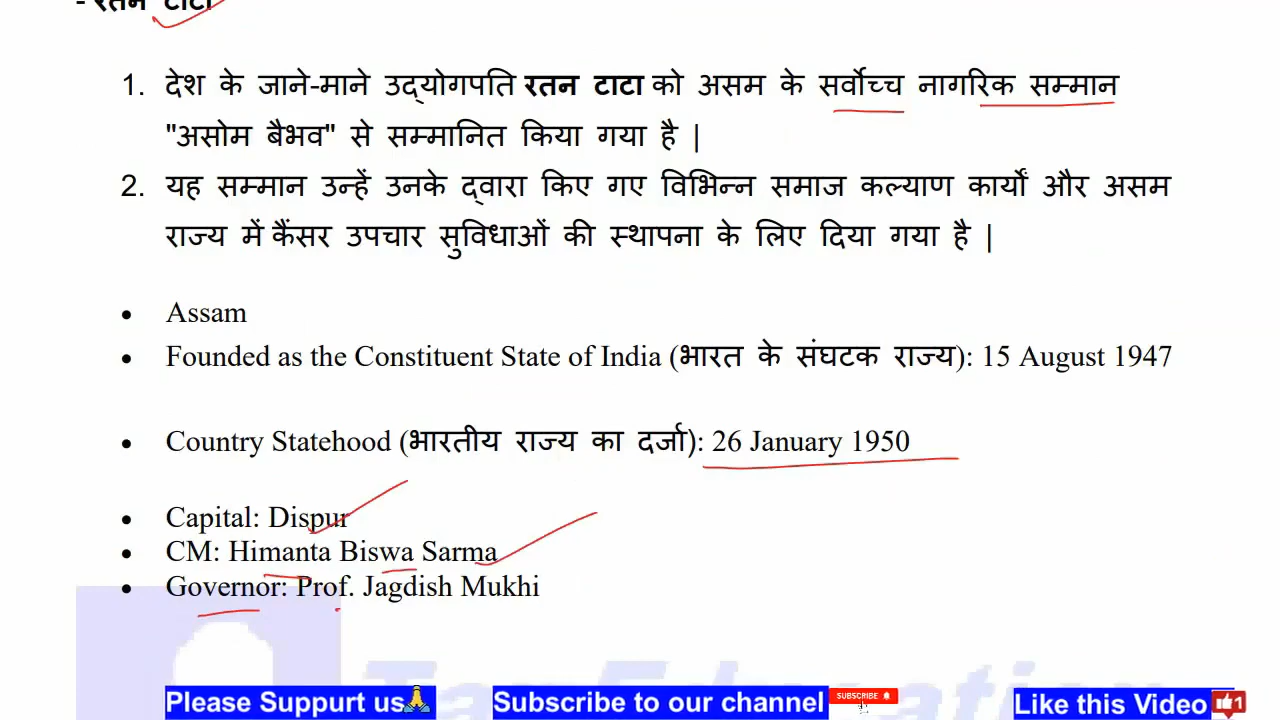 - रतन टाटा
1. देश के जाने-माने उद्योगपति रतन टाटा को असम के सर्वोच्च नागरिक सम्मान
"असोम बैभव" से सम्मानित किया गया है |
2. यह सम्मान उन्हें उनके द्वारा किए गए विभिन्न समाज कल्याण कार्यों और असम
राज्य में कैंसर उपचार सुविधाओं की स्थापना के लिए दिया गया है |
• Assam
• Founded as the Constituent State of India (भारत के संघटक राज्य): 15 August 1947
• Country Statehood (भारतीय राज्य का दर्जा): 26 January 1950
• Capital: Dispur
• CM: Himanta Biswa Sarma
• Governor: Prof. Jagdish Mukhi
Please Suppurt us🙏 Subscribe to our channel SUBSCRIBE Like this Video 1